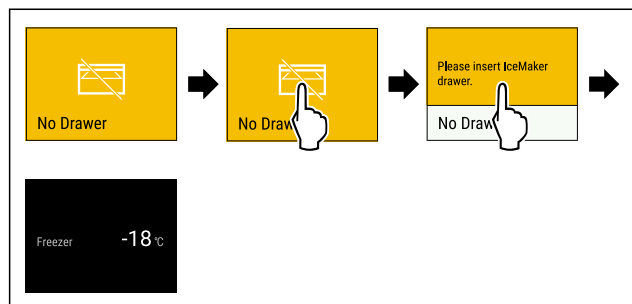 No Drawer
No Draw
Please insert IceMaker
drawer.
No Draw
Freezer -18 °C